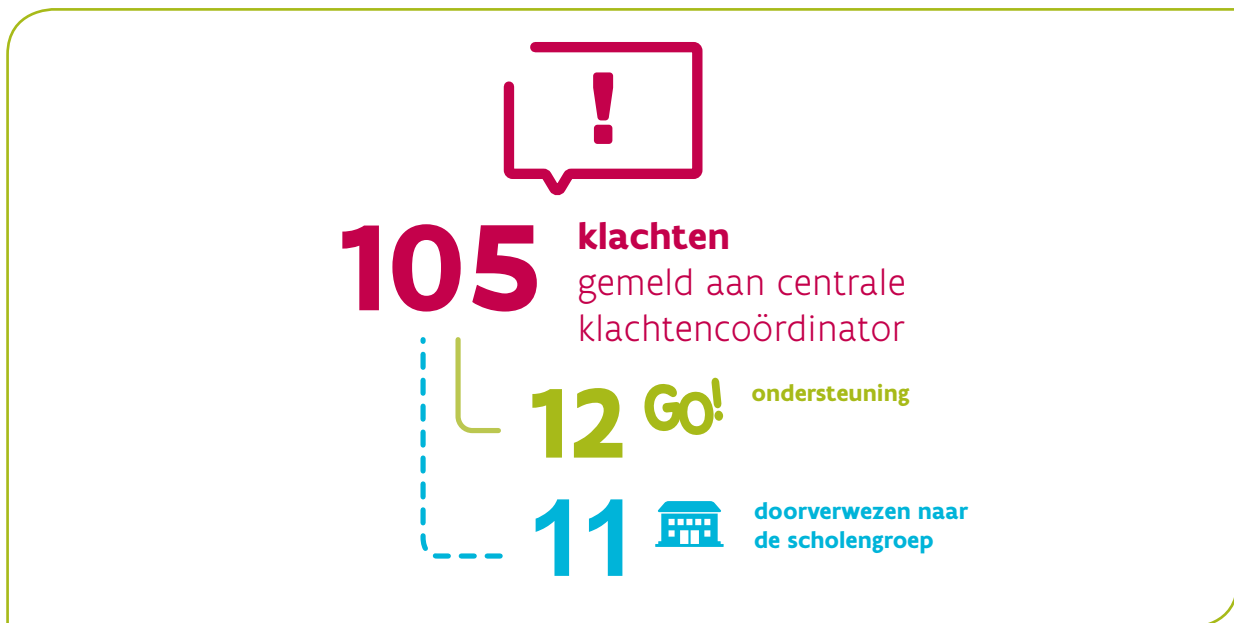 !
105
klachten
gemeld aan centrale
klachtencoördinator
12 GO! ondersteuning
11 doorverwezen naar
de scholengroep